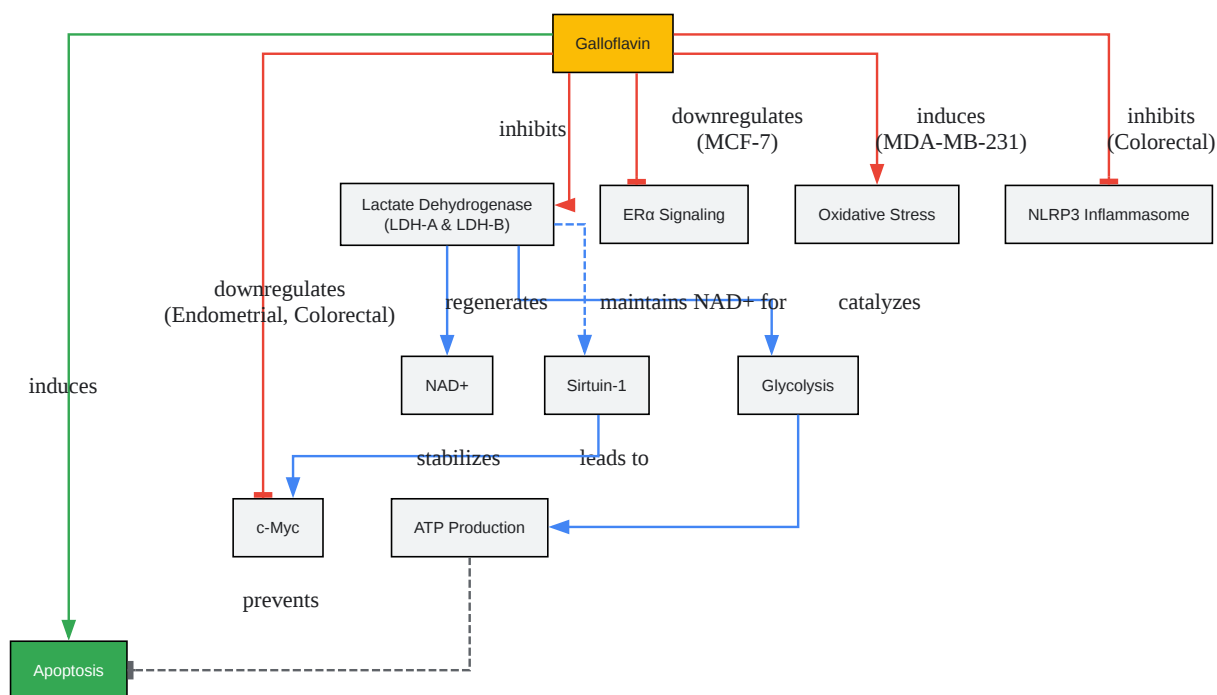 Galloflavin
inhibits
downregulates
(MCF-7)
induces
(MDA-MB-231)
inhibits
(Colorectal)
Lactate Dehydrogenase
(LDH-A & LDH-B)
ERα Signaling
Oxidative Stress
NLRP3 Inflammasome
downregulates
(Endometrial, Colorectal)
regenerates
maintains NAD+ for
catalyzes
induces
NAD+
Sirtuin-1
Glycolysis
stabilizes
leads to
c-Myc
ATP Production
prevents
Apoptosis